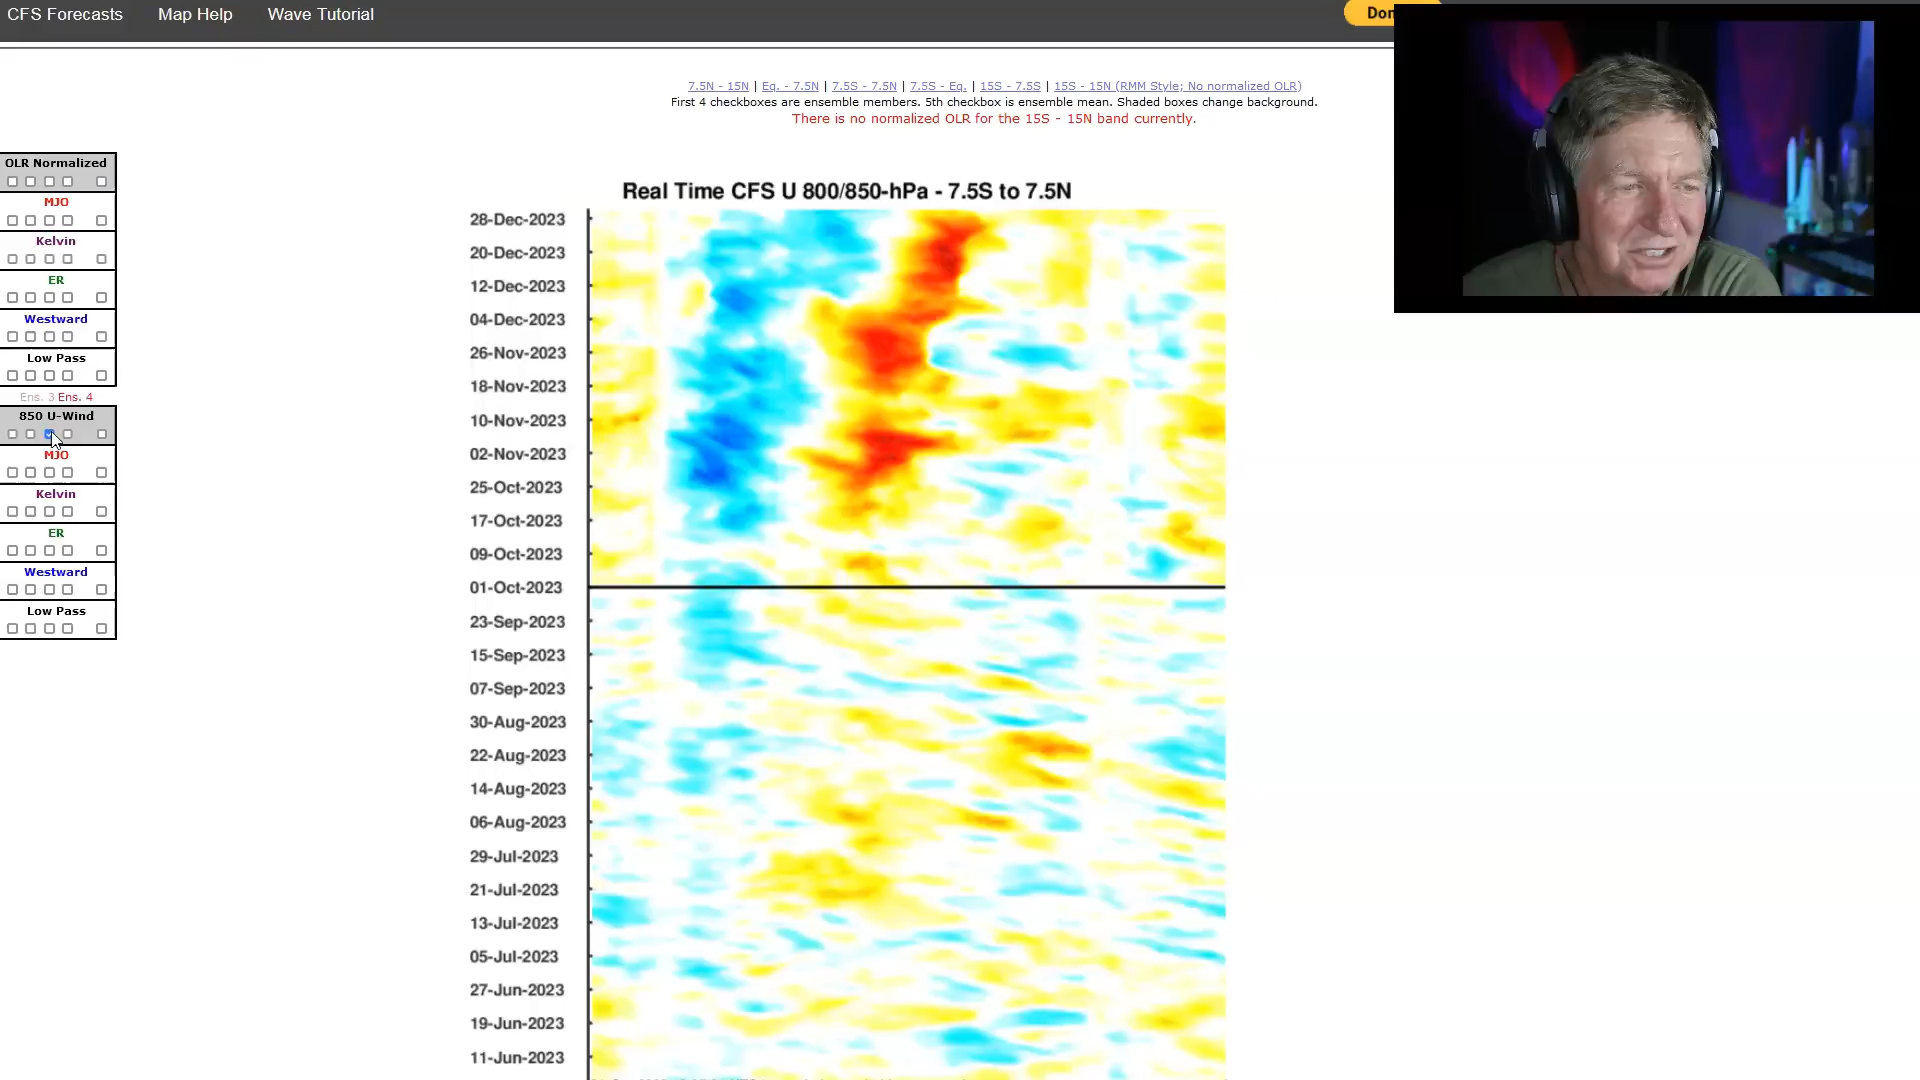 CFS Forecasts Map Help Wave Tutorial
Don
7.5N - 15N | Eq. - 7.5N | 7.5S - 7.5N | 7.5S - Eq. | 15S - 7.5S | 15S - 15N (RMM Style; No normalized OLR)
First 4 checkboxes are ensemble members. 5th checkbox is ensemble mean. Shaded boxes change background.
There is no normalized OLR for the 15S - 15N band currently.
OLR Normalized
MJO
Kelvin
ER
Westward
Low Pass
Ens. 3 Ens. 4
850 U-Wind
MJO
Kelvin
ER
Westward
Low Pass
Real Time CFS U 800/850-hPa - 7.5S to 7.5N
28-Dec-2023
20-Dec-2023
12-Dec-2023
04-Dec-2023
26-Nov-2023
18-Nov-2023
10-Nov-2023
02-Nov-2023
25-Oct-2023
17-Oct-2023
09-Oct-2023
01-Oct-2023
23-Sep-2023
15-Sep-2023
07-Sep-2023
30-Aug-2023
22-Aug-2023
14-Aug-2023
06-Aug-2023
29-Jul-2023
21-Jul-2023
13-Jul-2023
05-Jul-2023
27-Jun-2023
19-Jun-2023
11-Jun-2023